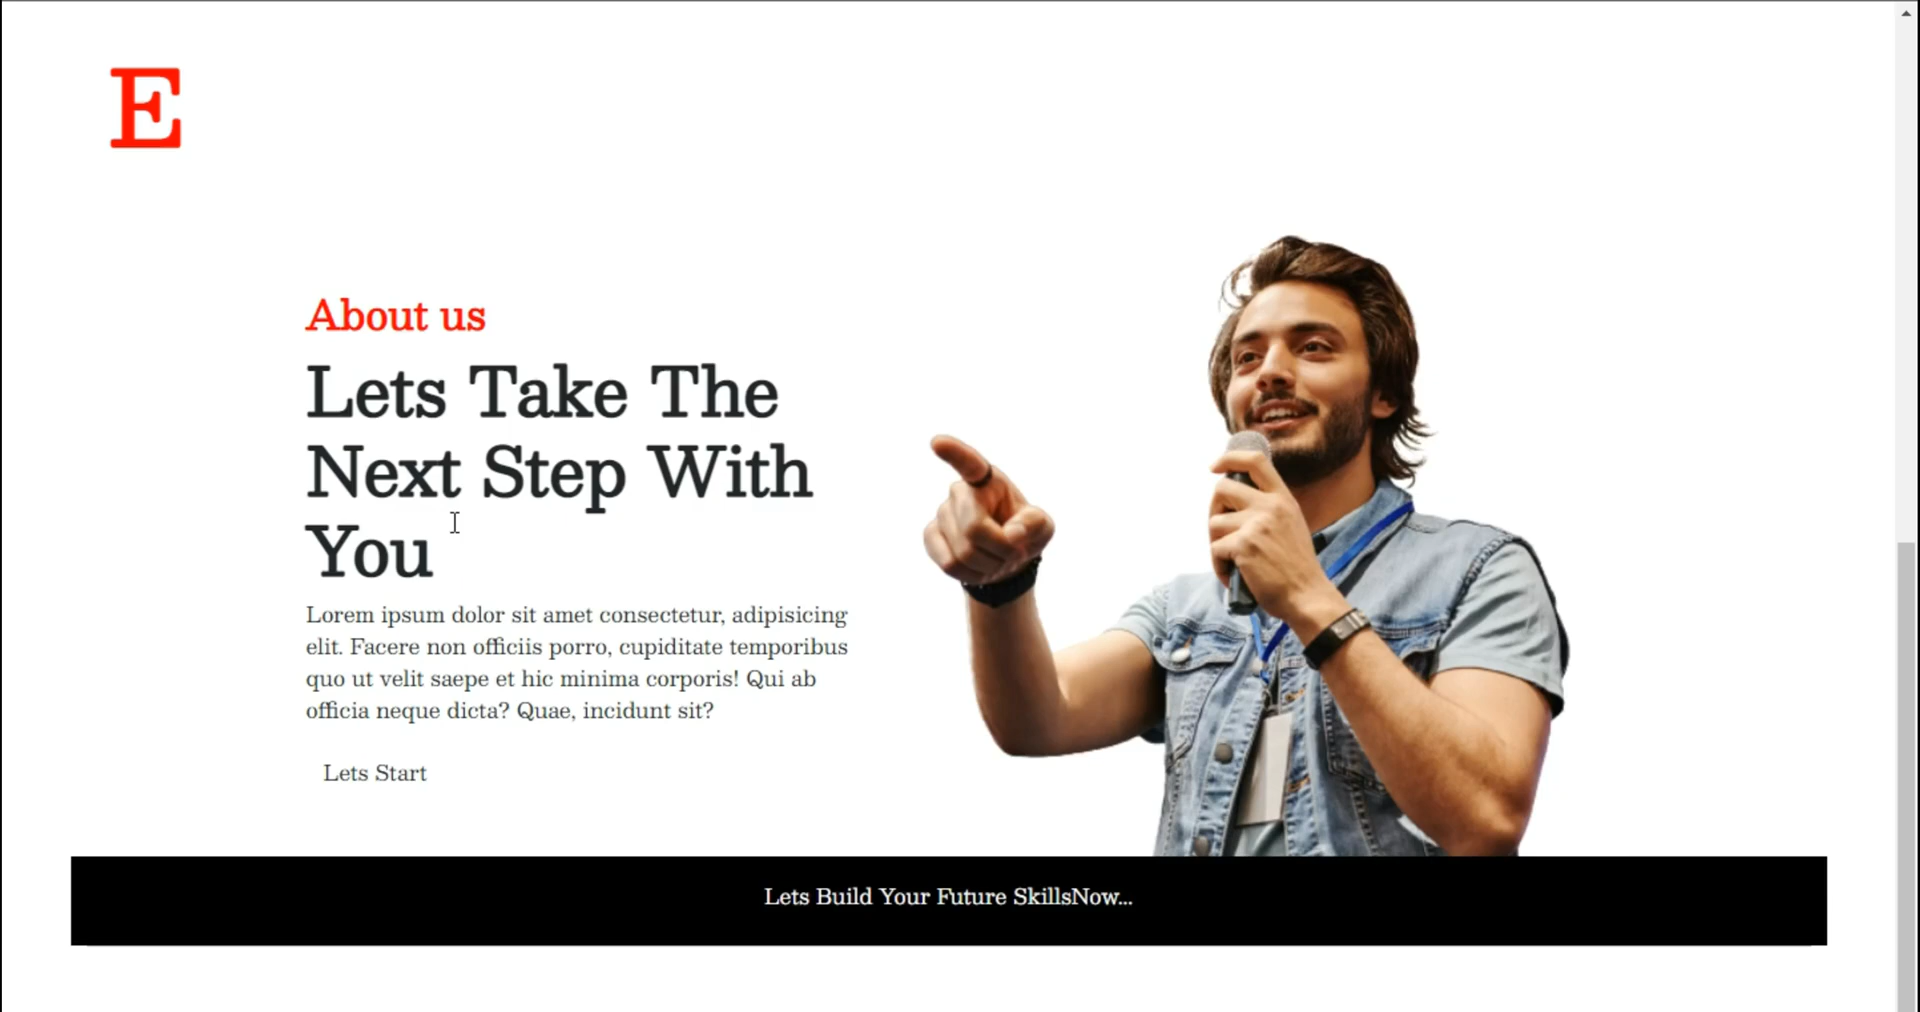 E
About us
Lets Take The
Next Step With
You
Lorem ipsum dolor sit amet consectetur, adipisicing
elit. Facere non officiis porro, cupiditate temporibus
quo ut velit saepe et hic minima corporis! Qui ab
officia neque dicta? Quae, incidunt sit?
Lets Start
Lets Build Your Future SkillsNow...